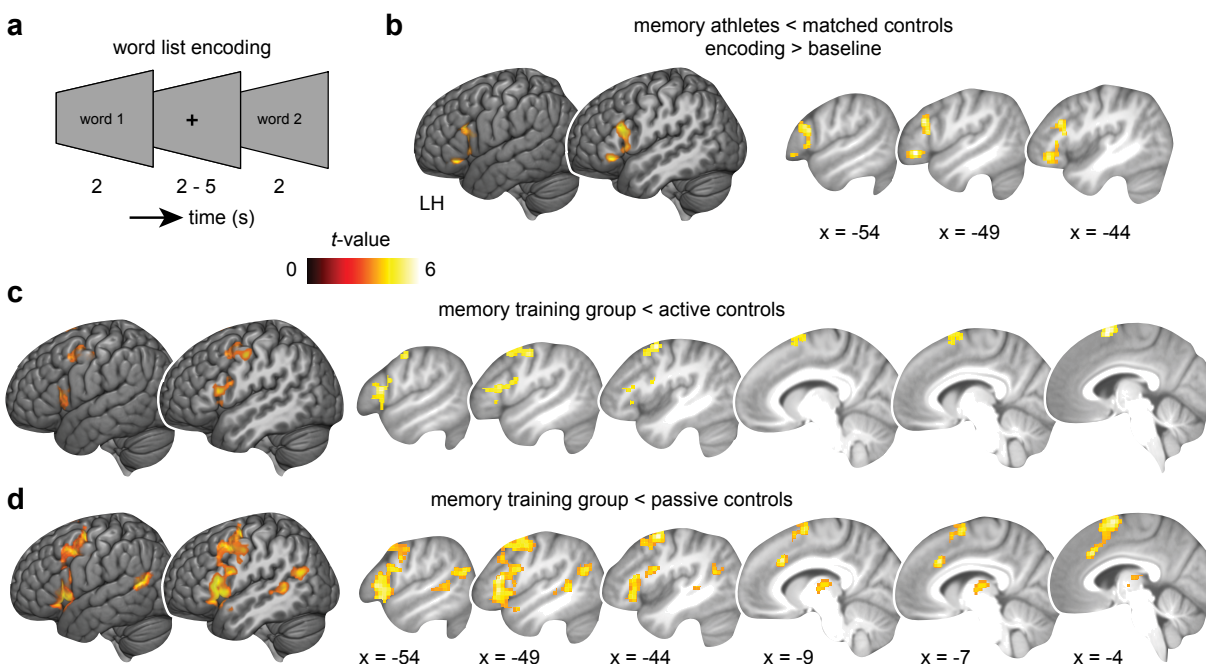 a
word list encoding
word 1
+
word 2
2
2 - 5
2
time (s)
b
memory athletes < matched controls
encoding > baseline
LH
x = -54
x = -49
x = -44
t-value
0
6
c
memory training group < active controls
d
memory training group < passive controls
x = -54
x = -49
x = -44
x = -9
x = -7
x = -4